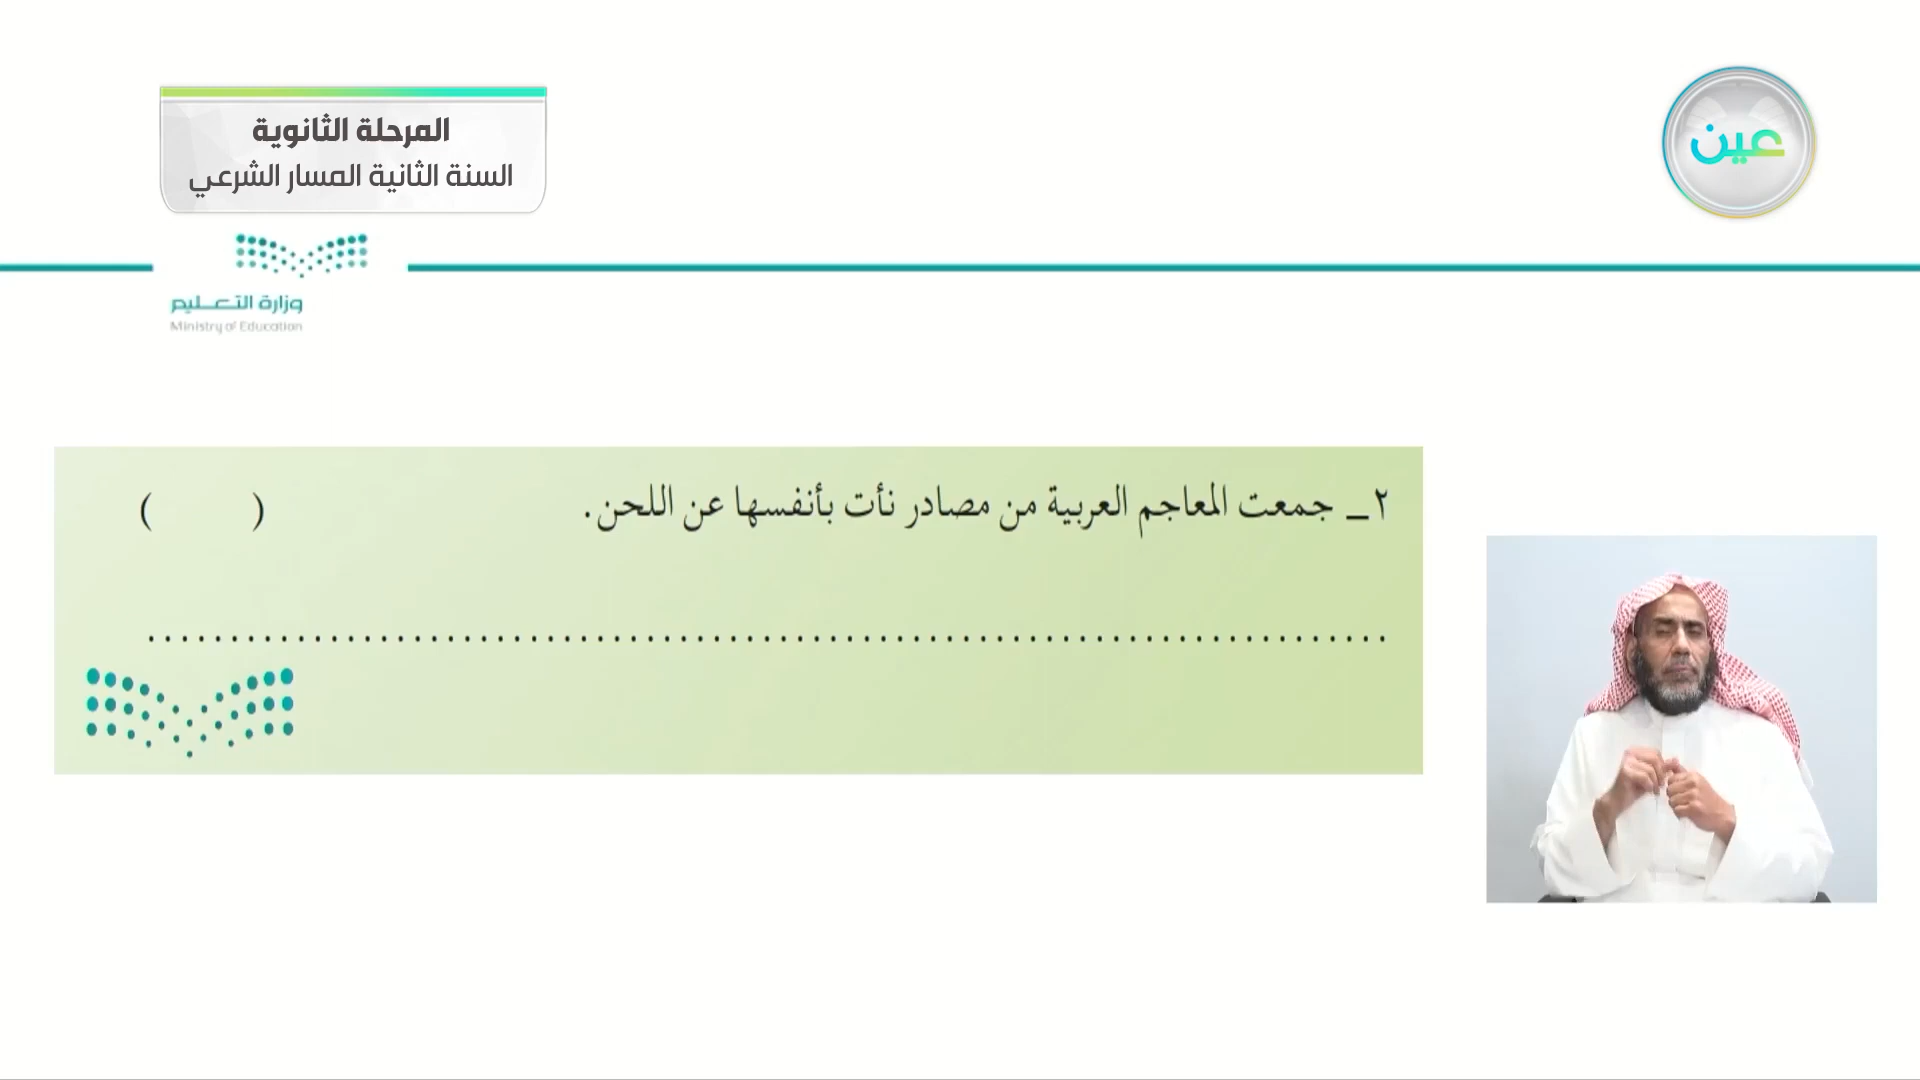 المرحلة الثانوية
السنة الثانية المسار الشرعي
عين
وزارة التعليم
Ministry of Education
٢_ جمعت المعاجم العربية من مصادر نأت بأنفسها عن اللحن. ( )